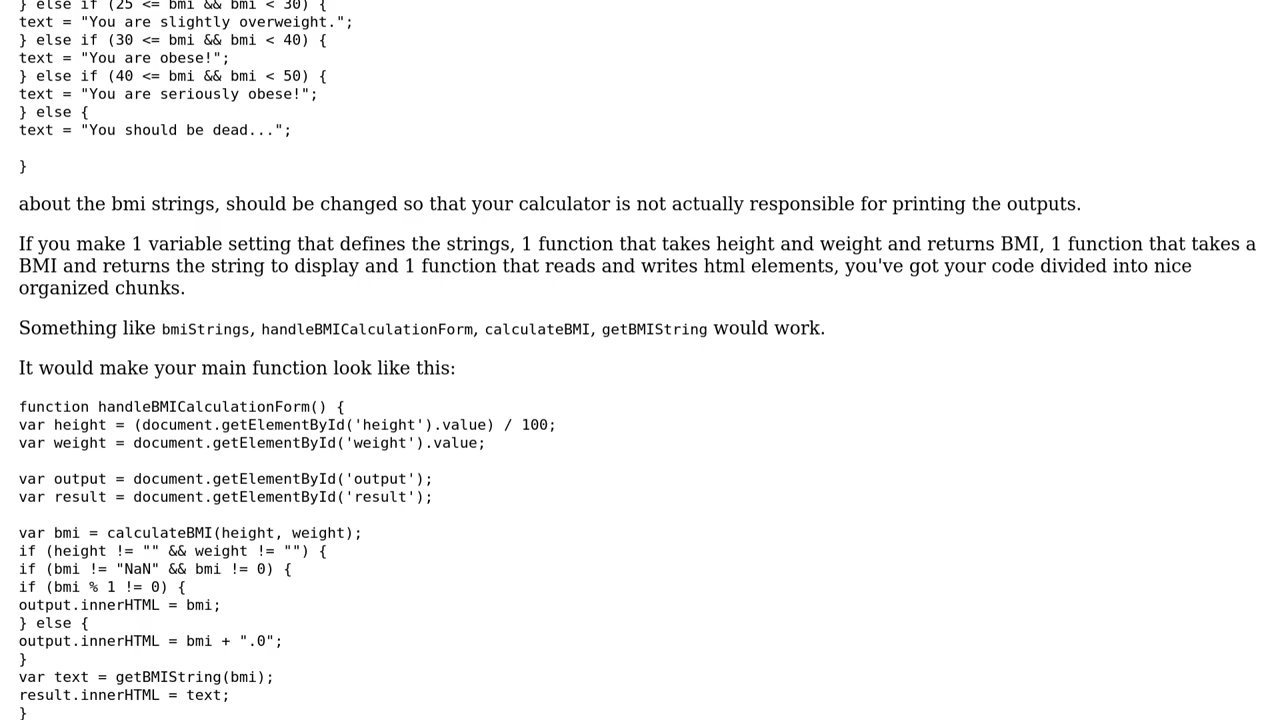 } else if (25 <= bmi && bmi < 30) {
text = "You are slightly overweight.";
} else if (30 <= bmi && bmi < 40) {
text = "You are obese!";
} else if (40 <= bmi && bmi < 50) {
text = "You are seriously obese!";
} else {
text = "You should be dead...";
}
about the bmi strings, should be changed so that your calculator is not actually responsible for printing the outputs.
If you make 1 variable setting that defines the strings, 1 function that takes height and weight and returns BMI, 1 function that takes a
BMI and returns the string to display and 1 function that reads and writes html elements, you've got your code divided into nice
organized chunks.
Something like bmiStrings, handleBMICalculationForm, calculateBMI, getBMIString would work.
It would make your main function look like this:
function handleBMICalculationForm() {
var height = (document.getElementById('height').value) / 100;
var weight = document.getElementById('weight').value;
var output = document.getElementById('output');
var result = document.getElementById('result');
var bmi = calculateBMI(height, weight);
if (height != "" && weight != "") {
if (bmi != "NaN" && bmi != 0) {
if (bmi % 1 != 0) {
output.innerHTML = bmi;
} else {
output.innerHTML = bmi + ".0";
}
var text = getBMIString(bmi);
result.innerHTML = text;
}